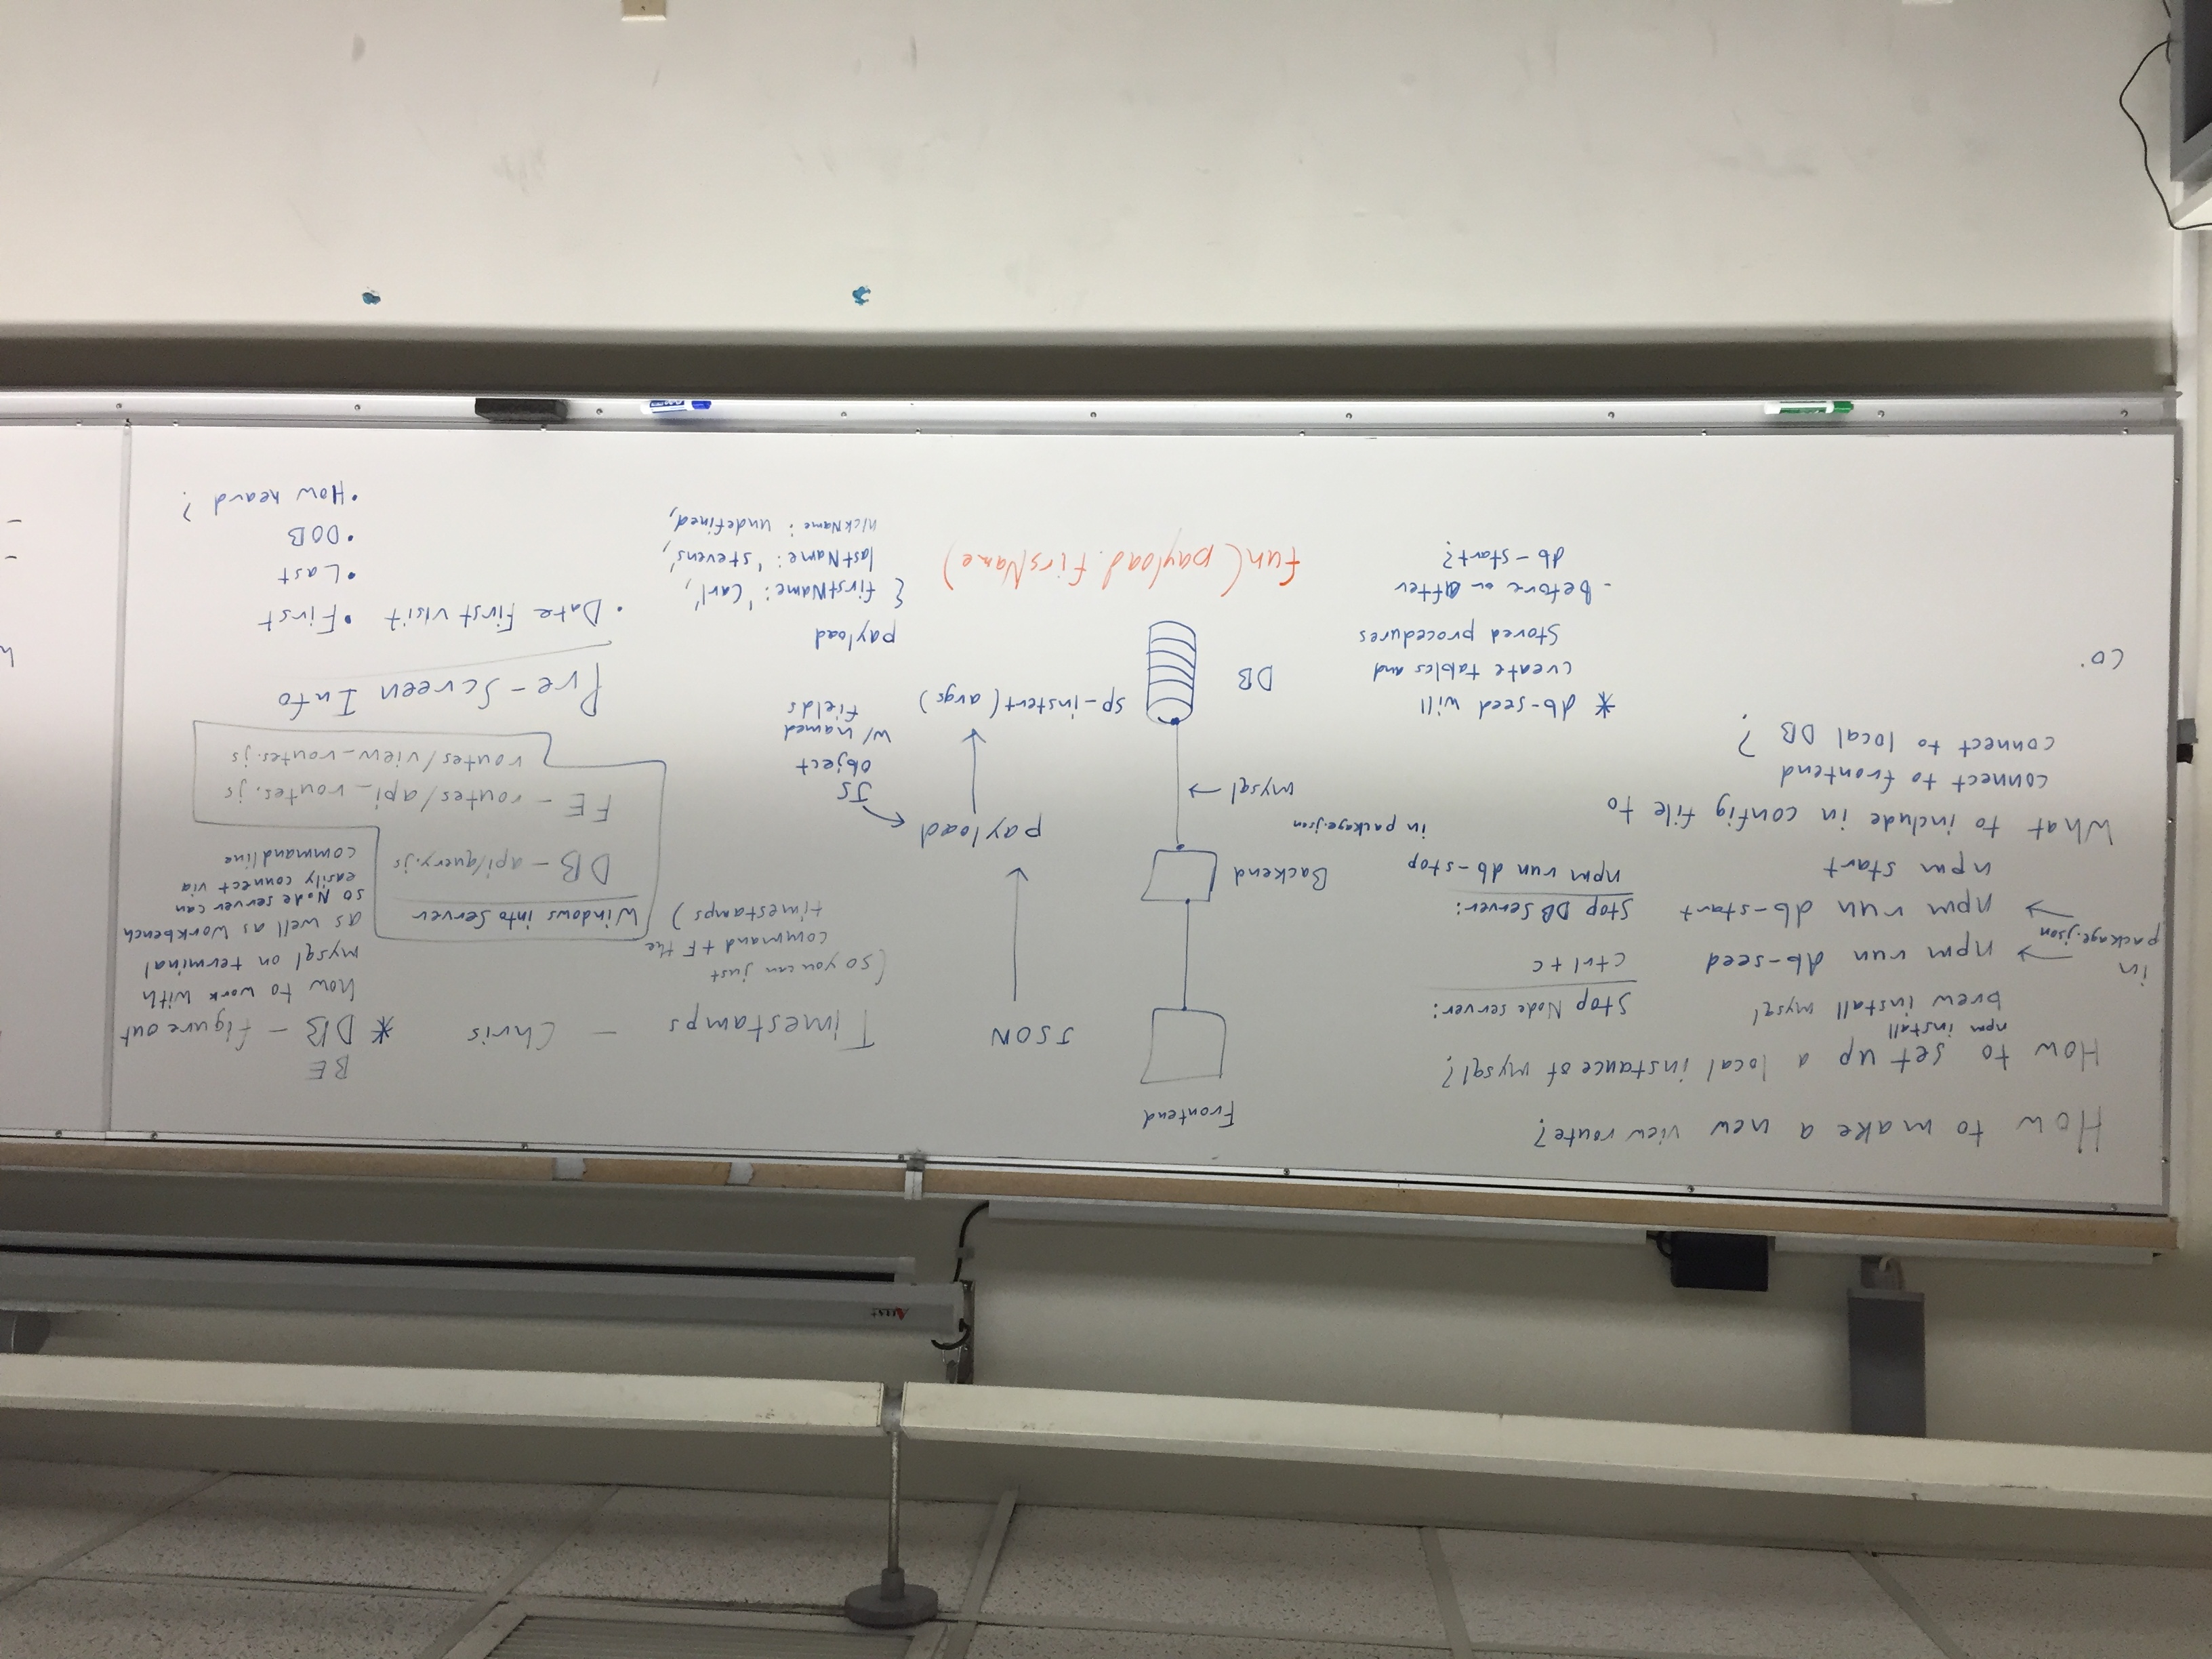 How to make a new view route?
How to set up a local instance of mysql?
npm install
brew install mysql
in
package.json
npm run db-seed
npm run db-start
npm start
Stop Node server:
ctrl + c
Stop DB Server:
npm run db-stop
in package.json
What to include in config file to
connect to frontend
connect to local DB ?
co
* db-seed will
create tables and
Stored procedures
- Before or After
db-start?
Frontend
Backend
mysql
DB
JSON
payload
JS
Object
w/ named
fields
sp-instert(args)
fun(payload.firsName)
payload
{ firstName: 'Carl',
lastName: 'stevens',
nickName: undefined,
Timestamps - Chris
(so you can just
command + F the
timestamps)
BE
* DB - figure out
how to work with
mysql on terminal
as well as Workbench
so Node server can
easily connect via
commandline
Windows into Server
DB - api/query.js
FE - routes/api_routes.js
routes/view_routes.js
Pre-Screen Info
• Date First visit
• First
• Last
• DOB
• How heard ?